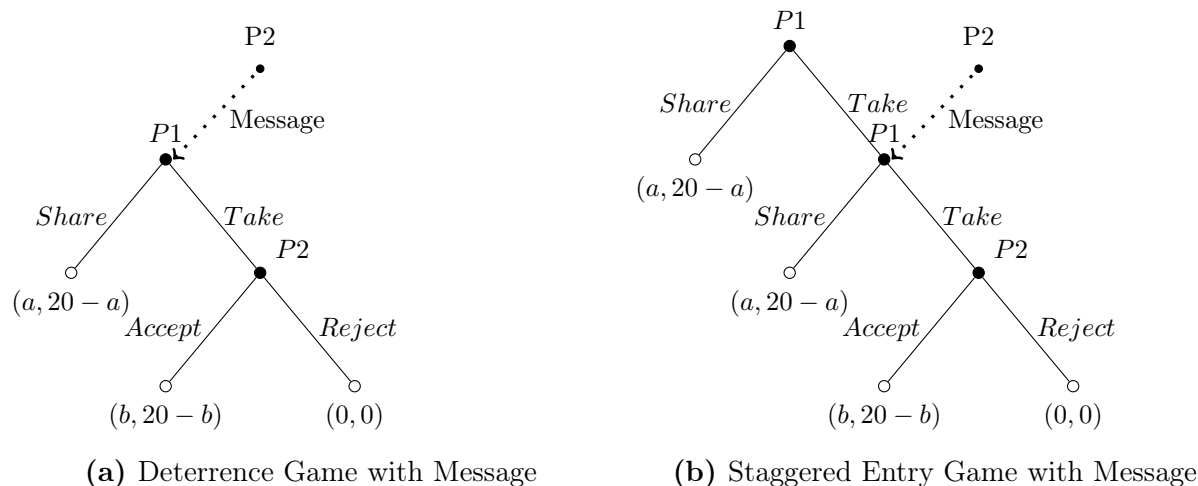 P2
Message
P1
Share
Take
P2
(a, 20 − a)
Accept
Reject
(b, 20 − b)
(0, 0)
(a) Deterrence Game with Message
P1
P2
Share
Take
Message
P1
(a, 20 − a)
Share
Take
P2
(a, 20 − a)
Accept
Reject
(b, 20 − b)
(0, 0)
(b) Staggered Entry Game with Message